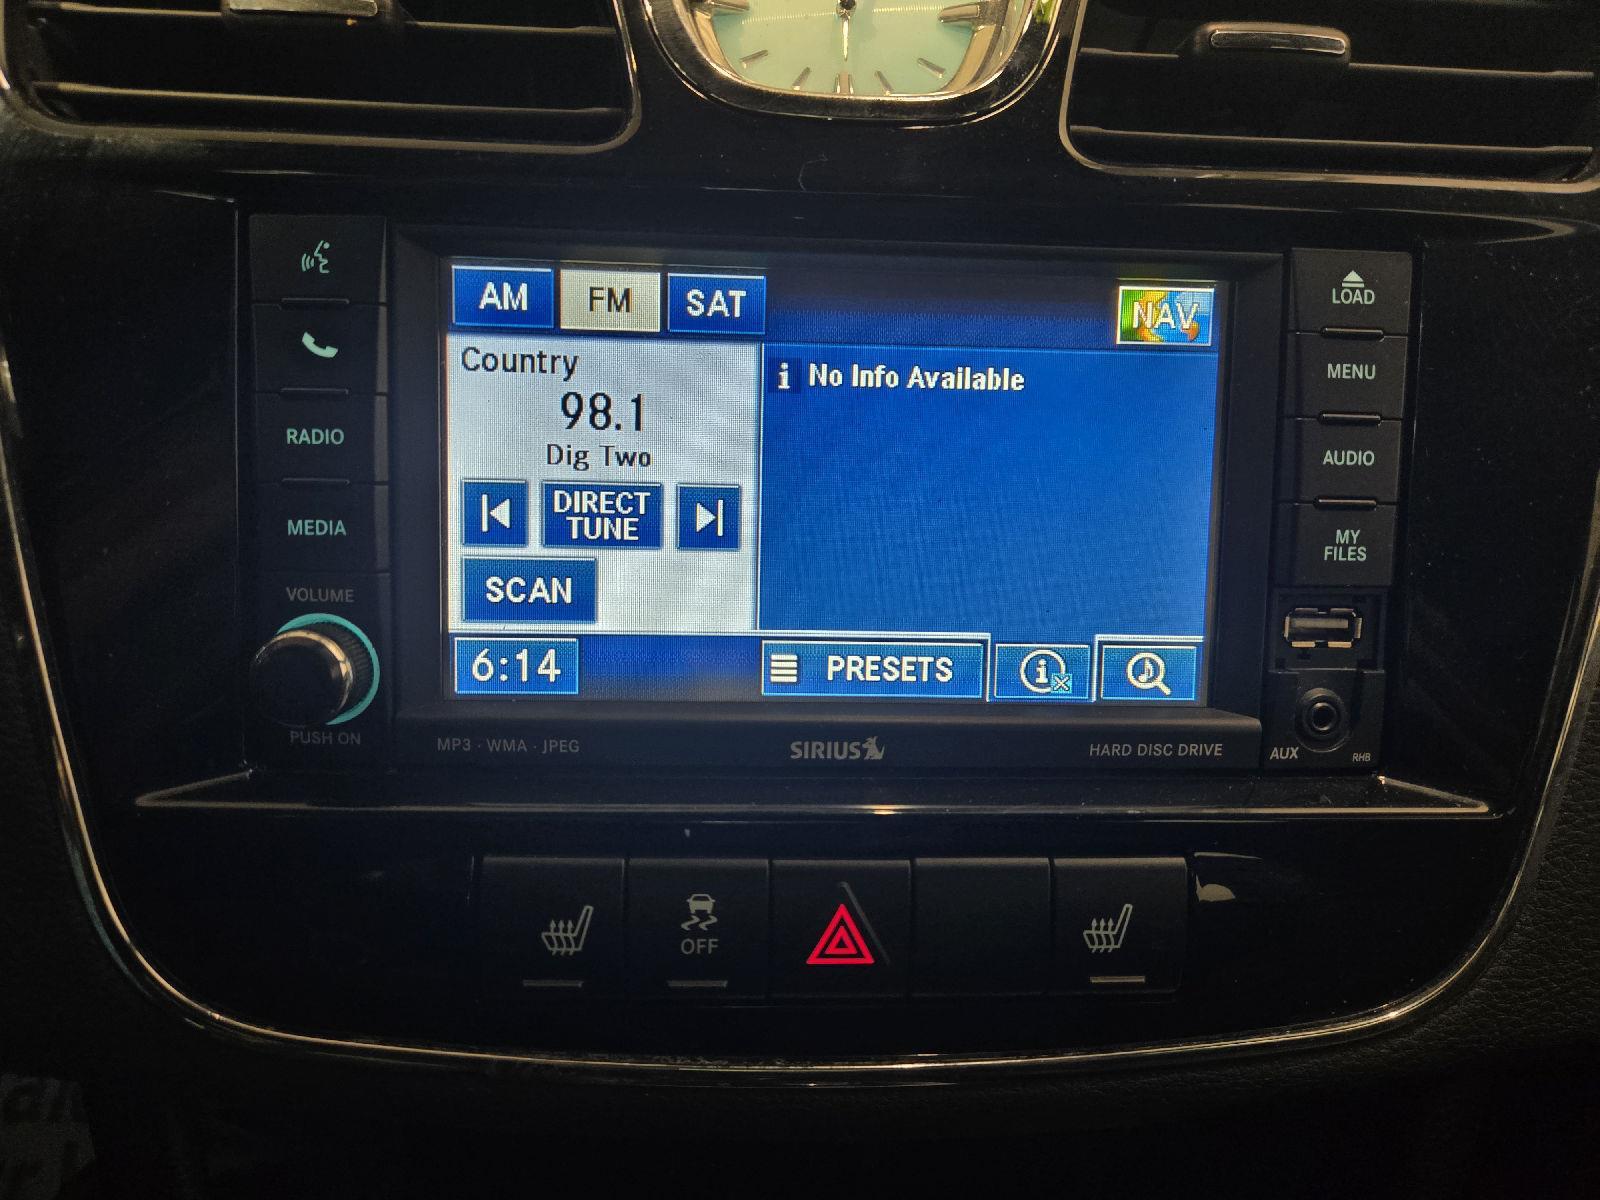 AM FM SAT NAV
Country
98.1
Dig Two
DIRECT
TUNE
SCAN
i No Info Available
6:14 PRESETS i
RADIO
MEDIA
VOLUME
PUSH ON
LOAD
MENU
AUDIO
MY
FILES
AUX RHB
MP3 · WMA · JPEG SIRIUS HARD DISC DRIVE
OFF